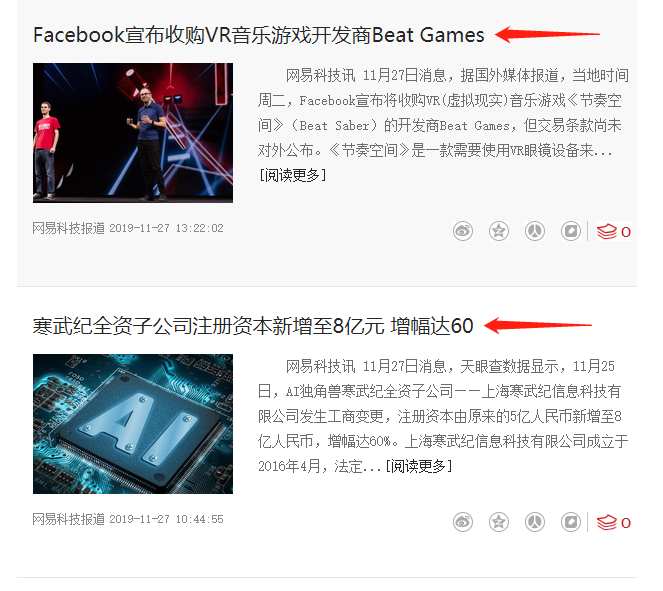 Facebook宣布收购VR音乐游戏开发商Beat Games
网易科技讯 11月27日消息，据国外媒体报道，当地时间
周二，Facebook宣布将收购VR(虚拟现实)音乐游戏《节奏空
间》（Beat Saber）的开发商Beat Games，但交易条款尚未
对外公布。《节奏空间》是一款需要使用VR眼镜设备来...
[阅读更多]
网易科技报道 2019-11-27 13:22:02
0
寒武纪全资子公司注册资本新增至8亿元 增幅达60
网易科技讯 11月27日消息，天眼查数据显示，11月25
日，AI独角兽寒武纪全资子公司——上海寒武纪信息科技有
限公司发生工商变更，注册资本由原来的5亿人民币新增至8
亿人民币，增幅达60%。上海寒武纪信息科技有限公司成立于
2016年4月，法定...[阅读更多]
AI
网易科技报道 2019-11-27 10:44:55
0